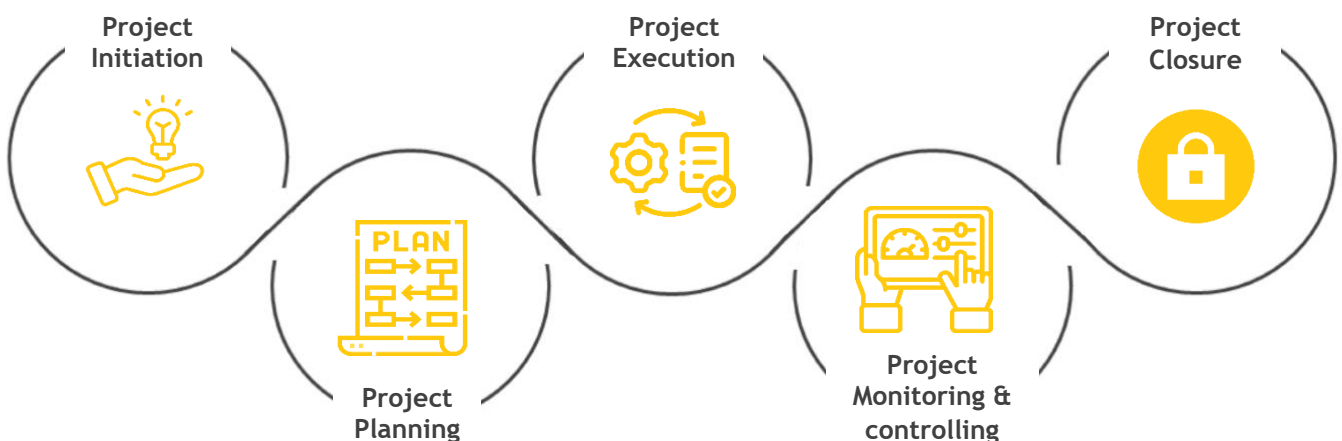 Project
Initiation
PLAN
Project
Planning
Project
Execution
Project
Monitoring &
controlling
Project
Closure